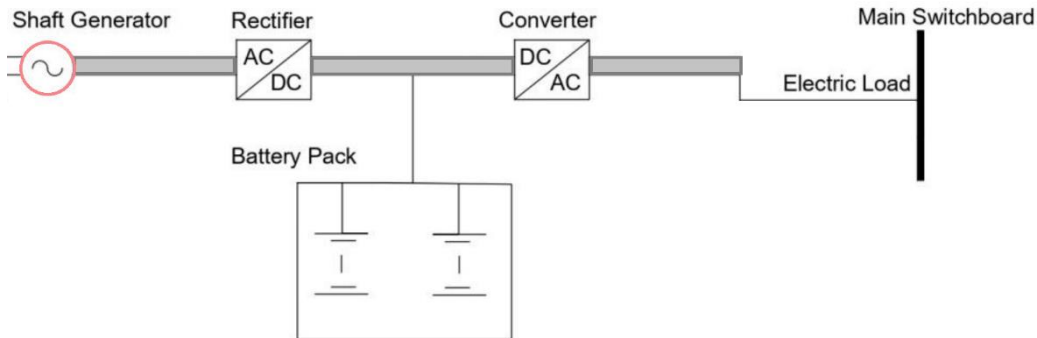 Shaft Generator
Rectifier
Converter
Main Switchboard
AC
DC
DC
AC
Electric Load
Battery Pack